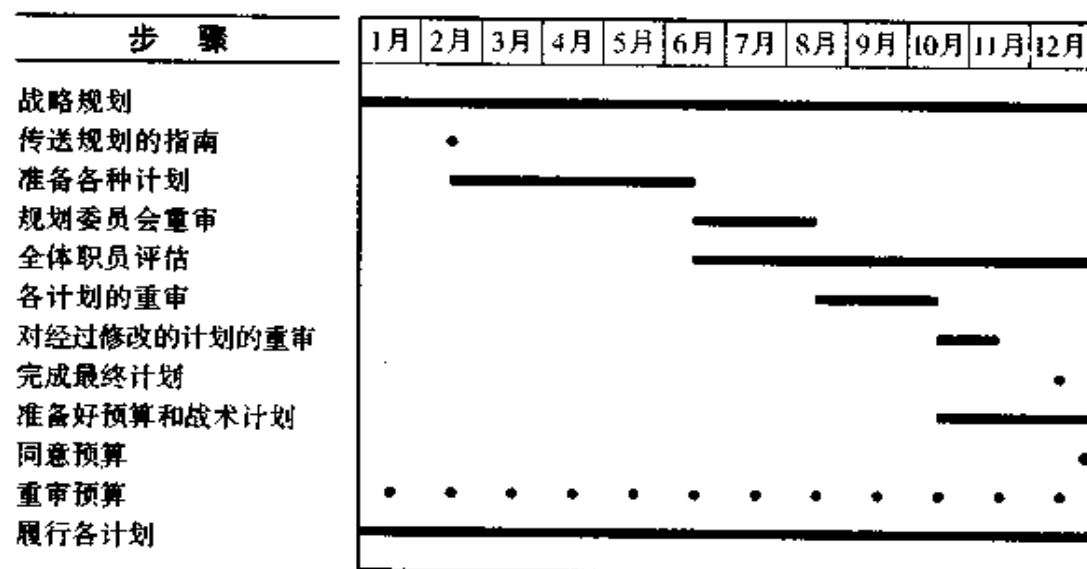 步 骤
1月 2月 3月 4月 5月 6月 7月 8月 9月 10月 11月 12月
战略规划
传送规划的指南
准备各种计划
规划委员会重审
全体职员评估
各计划的重审
对经过修改的计划的重审
完成最终计划
准备好预算和战术计划
同意预算
重审预算
履行各计划